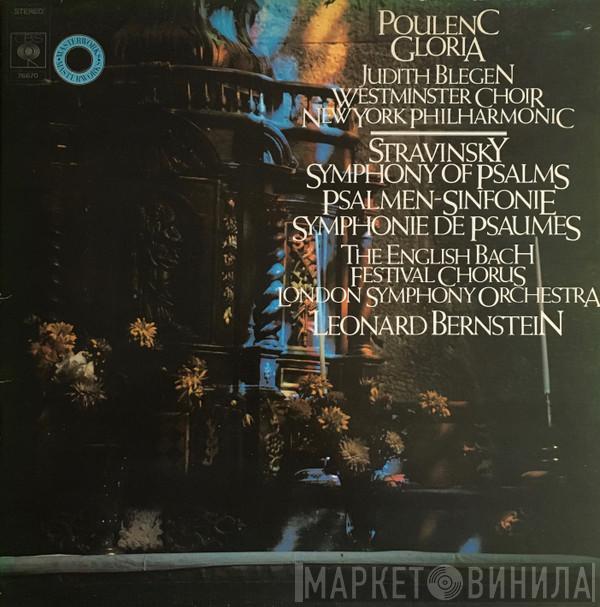 STEREO
CBS
76670
MASTERWORKS • MASTERWORKS •
POULENC
GLORIA
JUDITH BLEGEN
WESTMINSTER CHOIR
NEW YORK PHILHARMONIC
STRAVINSKY
SYMPHONY OF PSALMS
PSALMEN-SINFONIE
SYMPHONIE DE PSAUMES
THE ENGLISH BACH
FESTIVAL CHORUS
LONDON SYMPHONY ORCHESTRA
LEONARD BERNSTEIN
МАРКЕТ ВИНИЛА